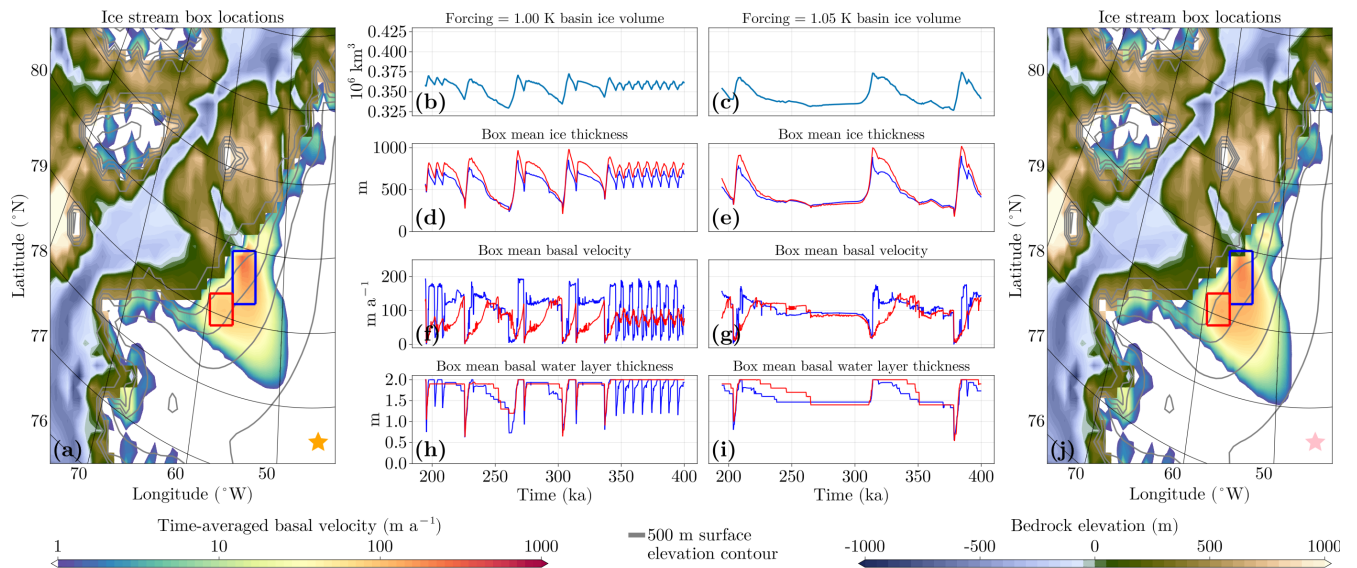 Ice stream box locations
80
79
78
77
76
Latitude (°N)
(a)
70
60
50
Longitude (°W)
Forcing = 1.00 K basin ice volume
0.425
0.400
0.375
0.350
0.325
10⁶ km³
(b)
Forcing = 1.05 K basin ice volume
(c)
Box mean ice thickness
1000
500
0
m
(d)
Box mean ice thickness
(e)
Box mean basal velocity
200
100
0
m a⁻¹
(f)
Box mean basal velocity
(g)
Box mean basal water layer thickness
2.0
1.5
1.0
0.5
0.0
m
(h)
200
250
300
350
400
Time (ka)
Box mean basal water layer thickness
(i)
200
250
300
350
400
Time (ka)
Ice stream box locations
80
79
78
77
76
Latitude (°N)
(j)
70
60
50
Longitude (°W)
Time-averaged basal velocity (m a⁻¹)
1
10
100
1000
500 m surface
elevation contour
Bedrock elevation (m)
-1000
-500
0
500
1000